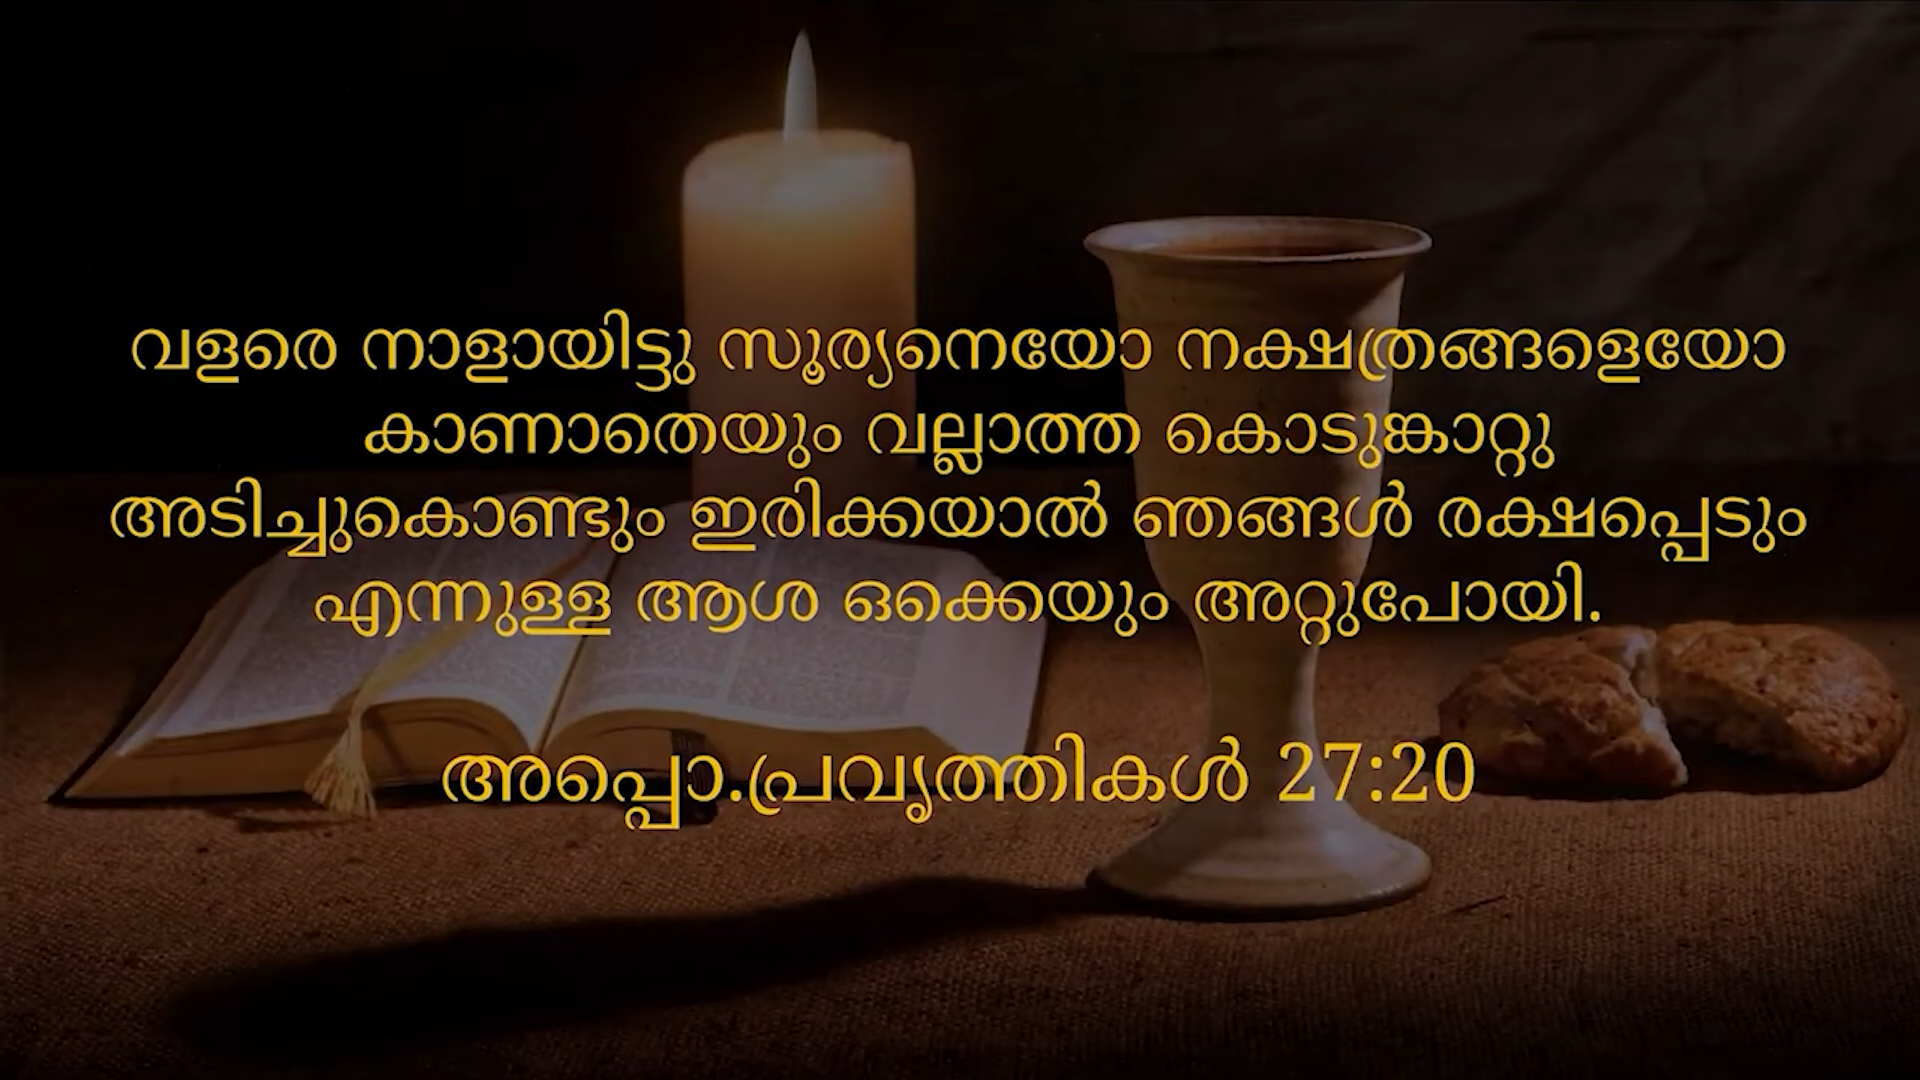 വളരെ നാളായിട്ടു സൂര്യനെയോ നക്ഷത്രങ്ങളെയോ
കാണാതെയും വല്ലാത്ത കൊടുങ്കാറ്റു
അടിച്ചുകൊണ്ടും ഇരിക്കയാൽ ഞങ്ങൾ രക്ഷപ്പെടും
എന്നുള്ള ആശ ഒക്കെയും അറ്റുപോയി.
അപ്പൊ.പ്രവൃത്തികൾ 27:20